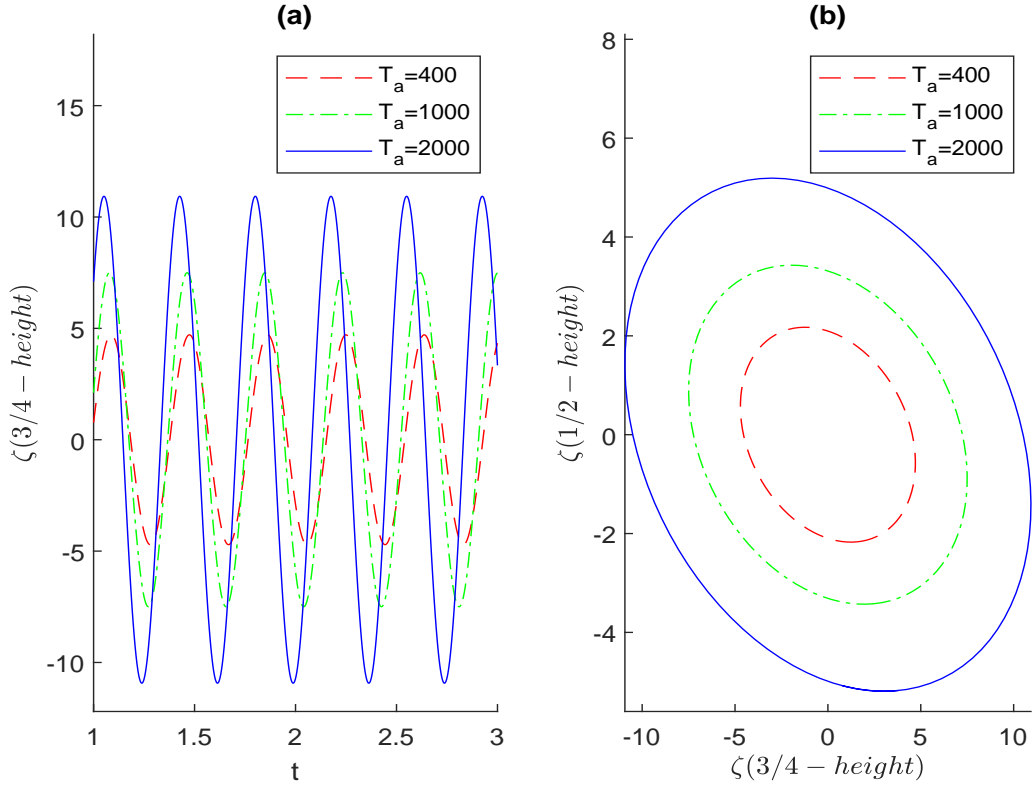 (a)
T_a=400
T_a=1000
T_a=2000
15
10
5
0
-5
-10
ζ(3/4 − height)
1
1.5
2
2.5
3
t
(b)
T_a=400
T_a=1000
T_a=2000
8
6
4
2
0
-2
-4
ζ(1/2 − height)
-10
-5
0
5
10
ζ(3/4 − height)